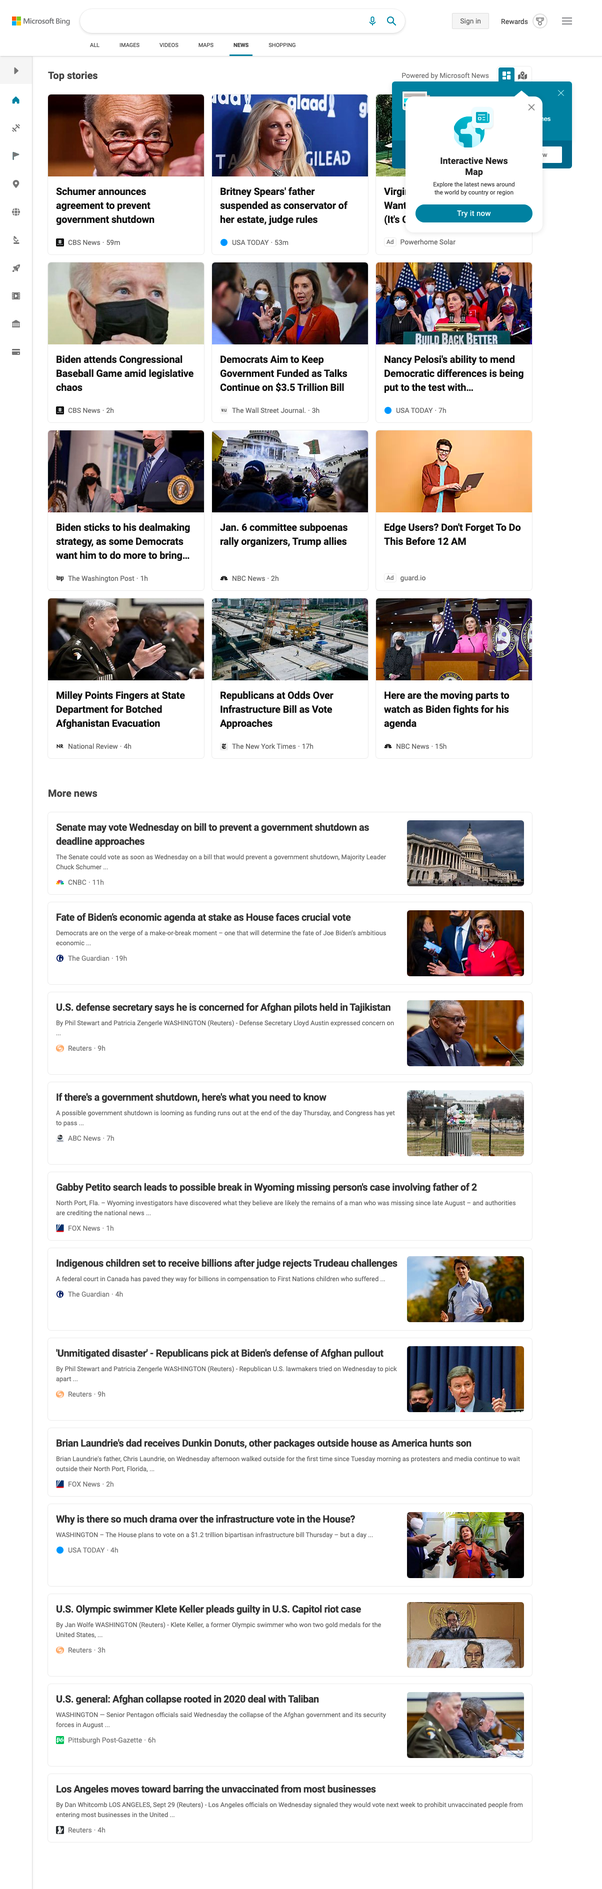 Microsoft Bing
Sign in
Rewards
ALL
IMAGES
VIDEOS
MAPS
NEWS
SHOPPING
Top stories
Powered by Microsoft News
Interactive News
Map
Explore the latest news around
the world by country or region
Try it now
GILEAD
glaad
Schumer announces
agreement to prevent
government shutdown
CBS News · 59m
Britney Spears' father
suspended as conservator of
her estate, judge rules
USA TODAY · 53m
Want
(It's
Ad Powerhome Solar
BUILD BACK BETTER
Biden attends Congressional
Baseball Game amid legislative
chaos
CBS News · 2h
Democrats Aim to Keep
Government Funded as Talks
Continue on $3.5 Trillion Bill
The Wall Street Journal. · 3h
Nancy Pelosi's ability to mend
Democratic differences is being
put to the test with...
USA TODAY · 7h
Biden sticks to his dealmaking
strategy, as some Democrats
want him to do more to bring...
The Washington Post · 1h
Jan. 6 committee subpoenas
rally organizers, Trump allies
NBC News · 2h
Edge Users? Don't Forget To Do
This Before 12 AM
Ad guard.io
Milley Points Fingers at State
Department for Botched
Afghanistan Evacuation
National Review · 4h
Republicans at Odds Over
Infrastructure Bill as Vote
Approaches
The New York Times · 17h
Here are the moving parts to
watch as Biden fights for his
agenda
NBC News · 15h
More news
Senate may vote Wednesday on bill to prevent a government shutdown as
deadline approaches
The Senate could vote as soon as Wednesday on a bill that would prevent a government shutdown, Majority Leader
Chuck Schumer ...
CNBC · 11h
Fate of Biden's economic agenda at stake as House faces crucial vote
Democrats are on the verge of a make-or-break moment – one that will determine the fate of Joe Biden's ambitious
economic ...
The Guardian · 19h
U.S. defense secretary says he is concerned for Afghan pilots held in Tajikistan
By Phil Stewart and Patricia Zengerle WASHINGTON (Reuters) - Defense Secretary Lloyd Austin expressed concern on
...
Reuters · 9h
If there's a government shutdown, here's what you need to know
A possible government shutdown is looming as funding runs out at the end of the day Thursday, and Congress has yet
to pass ...
ABC News · 7h
Gabby Petito search leads to possible break in Wyoming missing person's case involving father of 2
North Port, Fla. – Wyoming investigators have discovered what they believe are likely the remains of a man who was missing since late August – and authorities
are crediting the national news ...
FOX News · 1h
Indigenous children set to receive billions after judge rejects Trudeau challenges
A federal court in Canada has paved they way for billions in compensation to First Nations children who suffered ...
The Guardian · 4h
'Unmitigated disaster' - Republicans pick at Biden's defense of Afghan pullout
By Phil Stewart and Patricia Zengerle WASHINGTON (Reuters) - Republican U.S. lawmakers tried on Wednesday to pick
apart ...
Reuters · 9h
Brian Laundrie's dad receives Dunkin Donuts, other packages outside house as America hunts son
Brian Laundrie's father, Chris Laundrie, on Wednesday afternoon walked outside for the first time since Tuesday morning as protesters and media continue to wait
outside their North Port, Florida, ...
FOX News · 2h
Why is there so much drama over the infrastructure vote in the House?
WASHINGTON – The House plans to vote on a $1.2 trillion bipartisan infrastructure bill Thursday – but a day ...
USA TODAY · 4h
U.S. Olympic swimmer Klete Keller pleads guilty in U.S. Capitol riot case
By Jan Wolfe WASHINGTON (Reuters) - Klete Keller, a former Olympic swimmer who won two gold medals for the
United States, ...
Reuters · 3h
U.S. general: Afghan collapse rooted in 2020 deal with Taliban
WASHINGTON — Senior Pentagon officials said Wednesday the collapse of the Afghan government and its security
forces in August ...
Pittsburgh Post-Gazette · 6h
Los Angeles moves toward barring the unvaccinated from most businesses
By Dan Whitcomb LOS ANGELES, Sept 29 (Reuters) - Los Angeles officials on Wednesday signaled they would vote next week to prohibit unvaccinated people from
entering most businesses in the United ...
Reuters · 4h